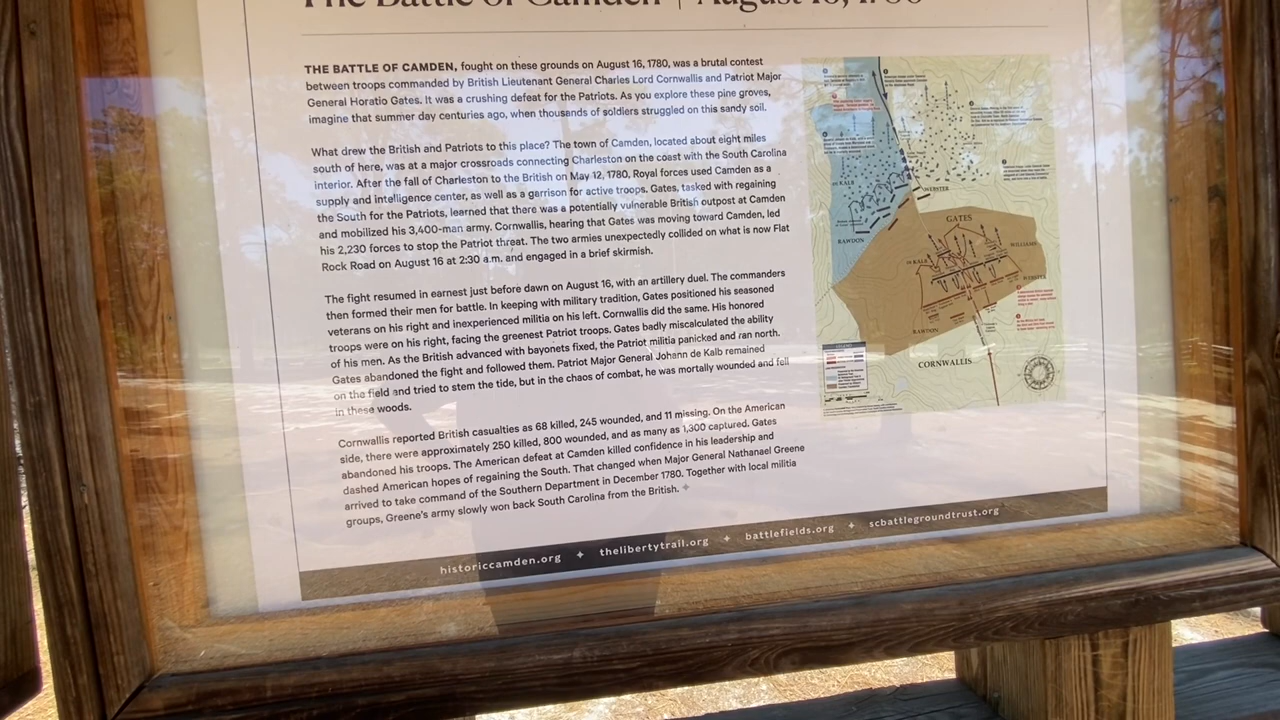 The Battle of Camden | August 16, 1780
THE BATTLE OF CAMDEN, fought on these grounds on August 16, 1780, was a brutal contest
between troops commanded by British Lieutenant General Charles Lord Cornwallis and Patriot Major
General Horatio Gates. It was a crushing defeat for the Patriots. As you explore these pine groves,
imagine that summer day centuries ago, when thousands of soldiers struggled on this sandy soil.
What drew the British and Patriots to this place? The town of Camden, located about eight miles
south of here, was at a major crossroads connecting Charleston on the coast with the South Carolina
interior. After the fall of Charleston to the British on May 12, 1780, Royal forces used Camden as a
supply and intelligence center, as well as a garrison for active troops. Gates, tasked with regaining
the South for the Patriots, learned that there was a potentially vulnerable British outpost at Camden
and mobilized his 3,400-man army. Cornwallis, hearing that Gates was moving toward Camden, led
his 2,230 forces to stop the Patriot threat. The two armies unexpectedly collided on what is now Flat
Rock Road on August 16 at 2:30 a.m. and engaged in a brief skirmish.
The fight resumed in earnest just before dawn on August 16, with an artillery duel. The commanders
then formed their men for battle. In keeping with military tradition, Gates positioned his seasoned
veterans on his right and inexperienced militia on his left. Cornwallis did the same. His honored
troops were on his right, facing the greenest Patriot troops. Gates badly miscalculated the ability
of his men. As the British advanced with bayonets fixed, the Patriot militia panicked and ran north.
Gates abandoned the fight and followed them. Patriot Major General Johann de Kalb remained
on the field and tried to stem the tide, but in the chaos of combat, he was mortally wounded and fell
in these woods.
Cornwallis reported British casualties as 68 killed, 245 wounded, and 11 missing. On the American
side, there were approximately 250 killed, 800 wounded, and as many as 1,300 captured. Gates
abandoned his troops. The American defeat at Camden killed confidence in his leadership and
dashed American hopes of regaining the South. That changed when Major General Nathanael Greene
arrived to take command of the Southern Department in December 1780. Together with local militia
groups, Greene's army slowly won back South Carolina from the British.
DE KALB
WEBSTER
RAWDON
GATES
WILLIAMS
DE KALB
WEBSTER
RAWDON
CORNWALLIS
LEGEND
historiccamden.org ✦ thelibertytrail.org ✦ battlefields.org ✦ scbattlegroundtrust.org